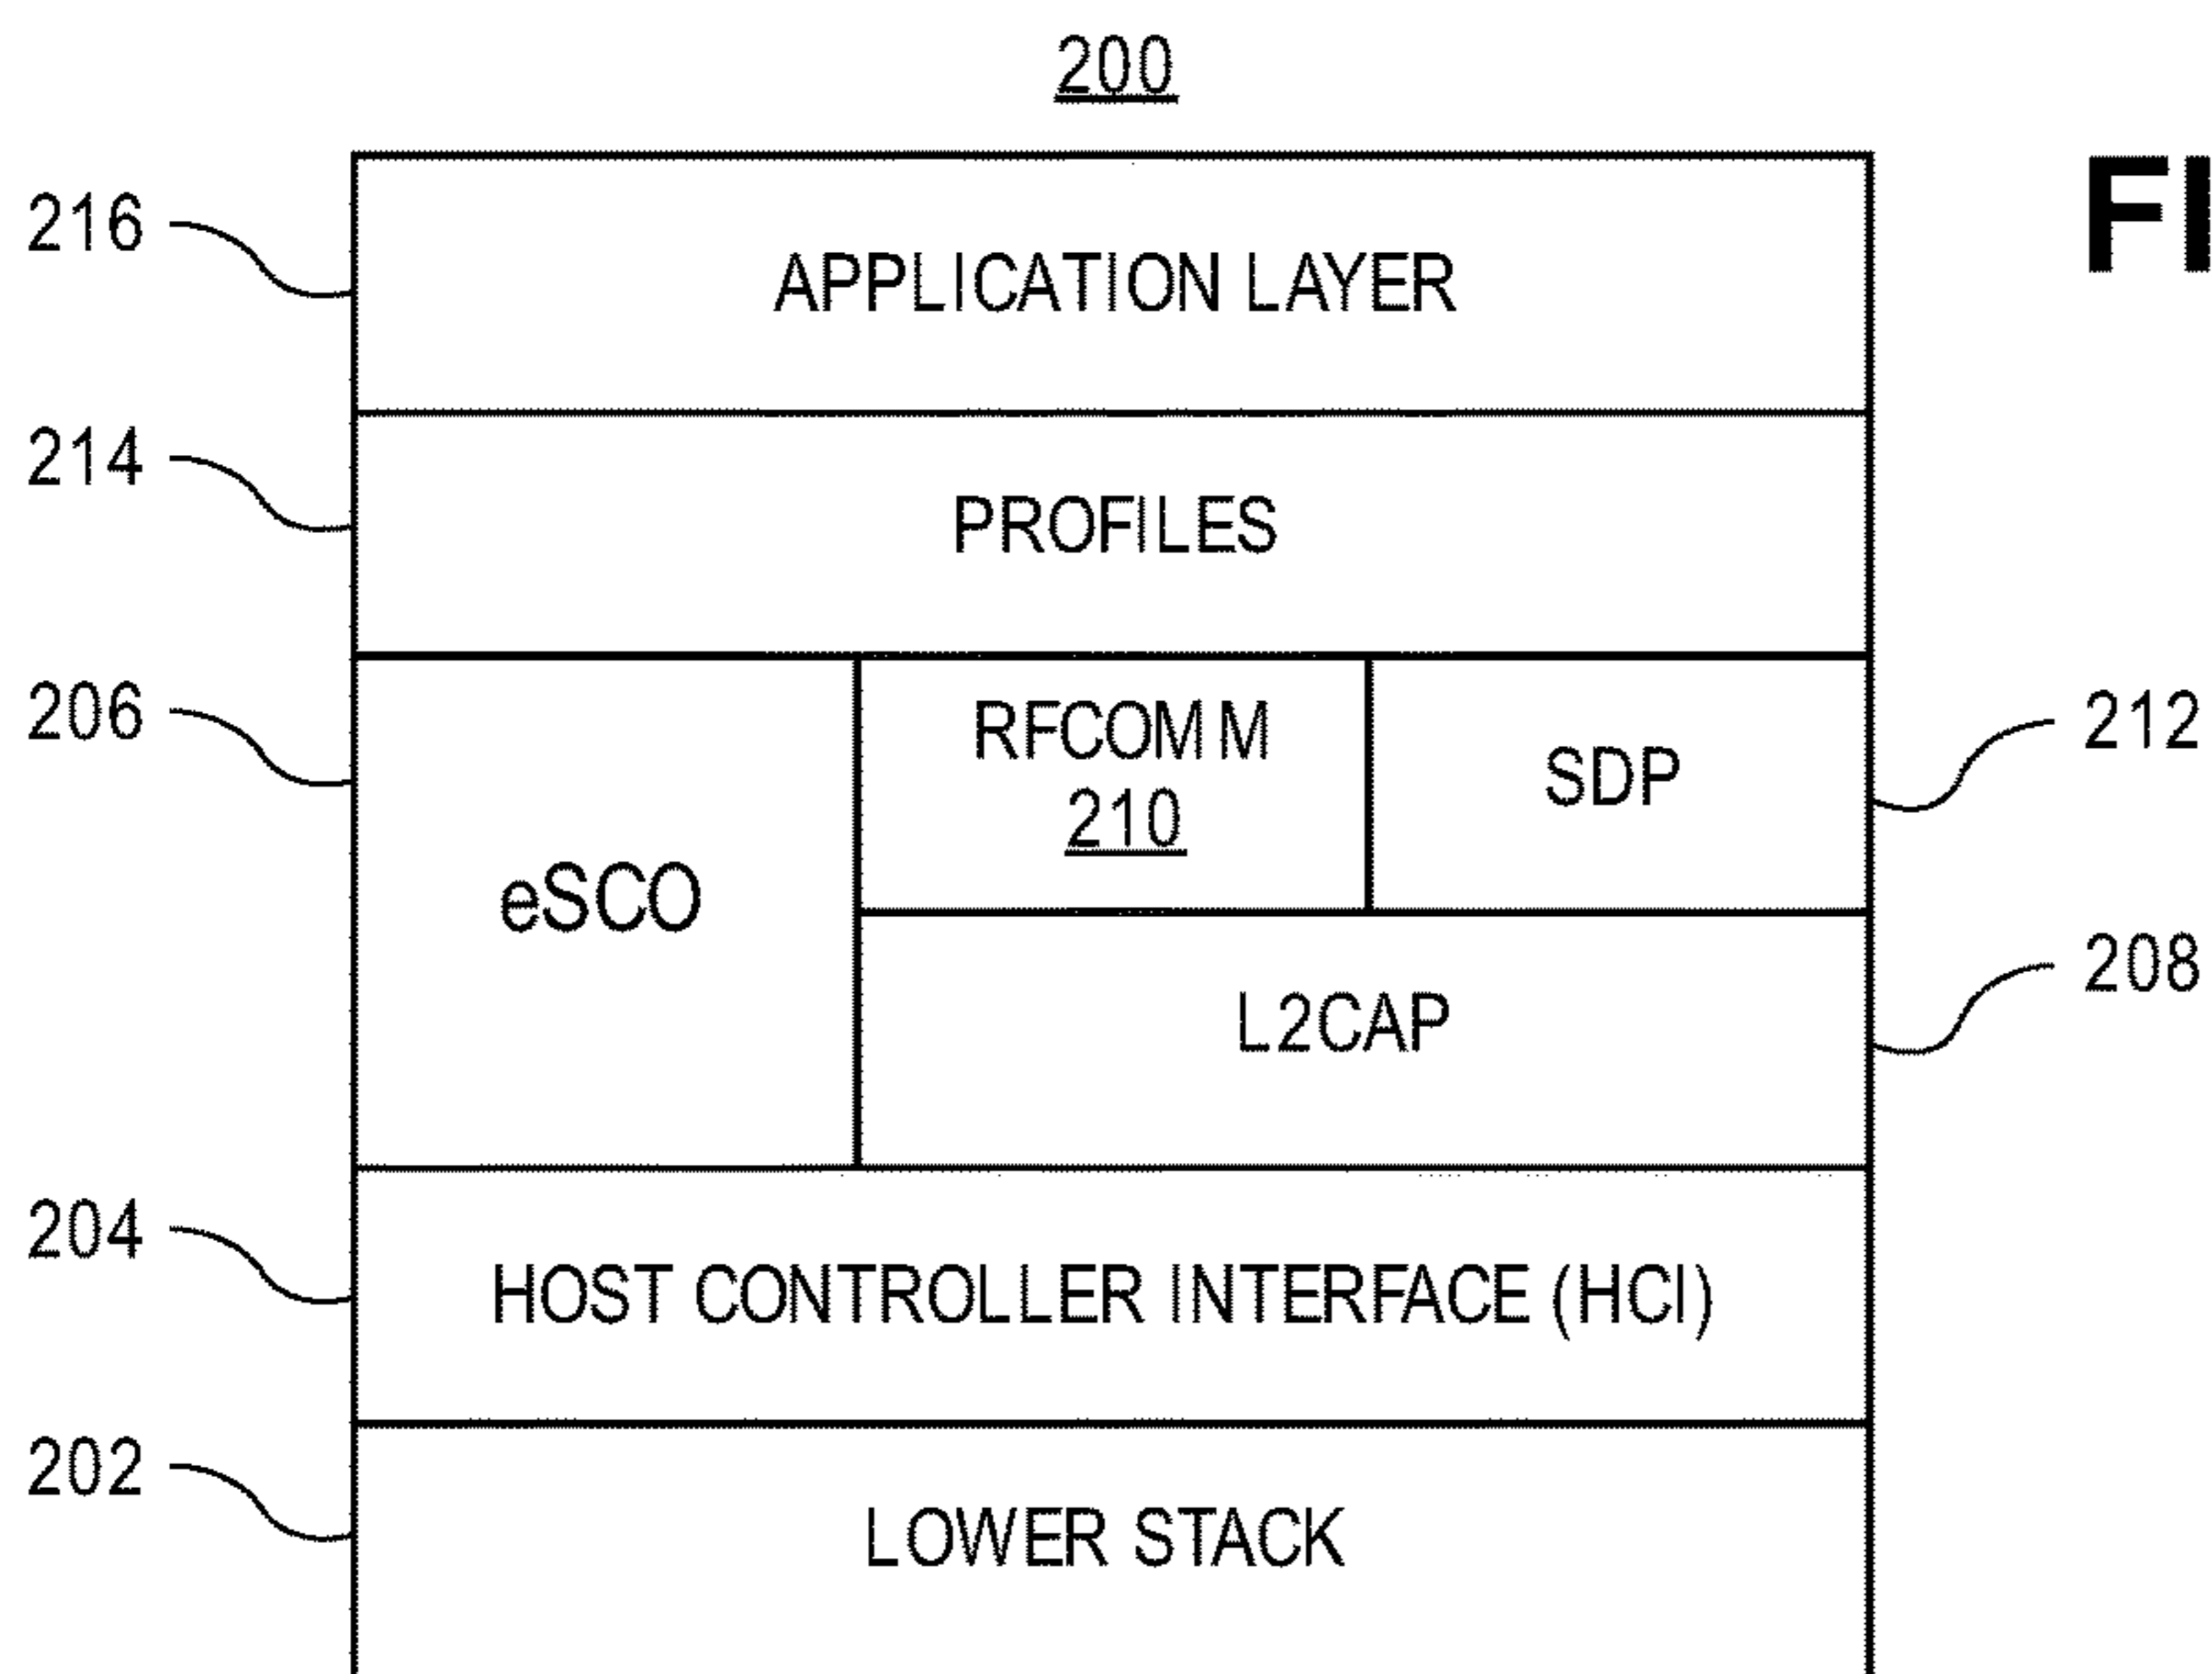 200
FI
216
APPLICATION LAYER
214
PROFILES
206
RFCOMM
210
SDP
212
eSCO
L2CAP
208
204
HOST CONTROLLER INTERFACE (HCI)
202
LOWER STACK